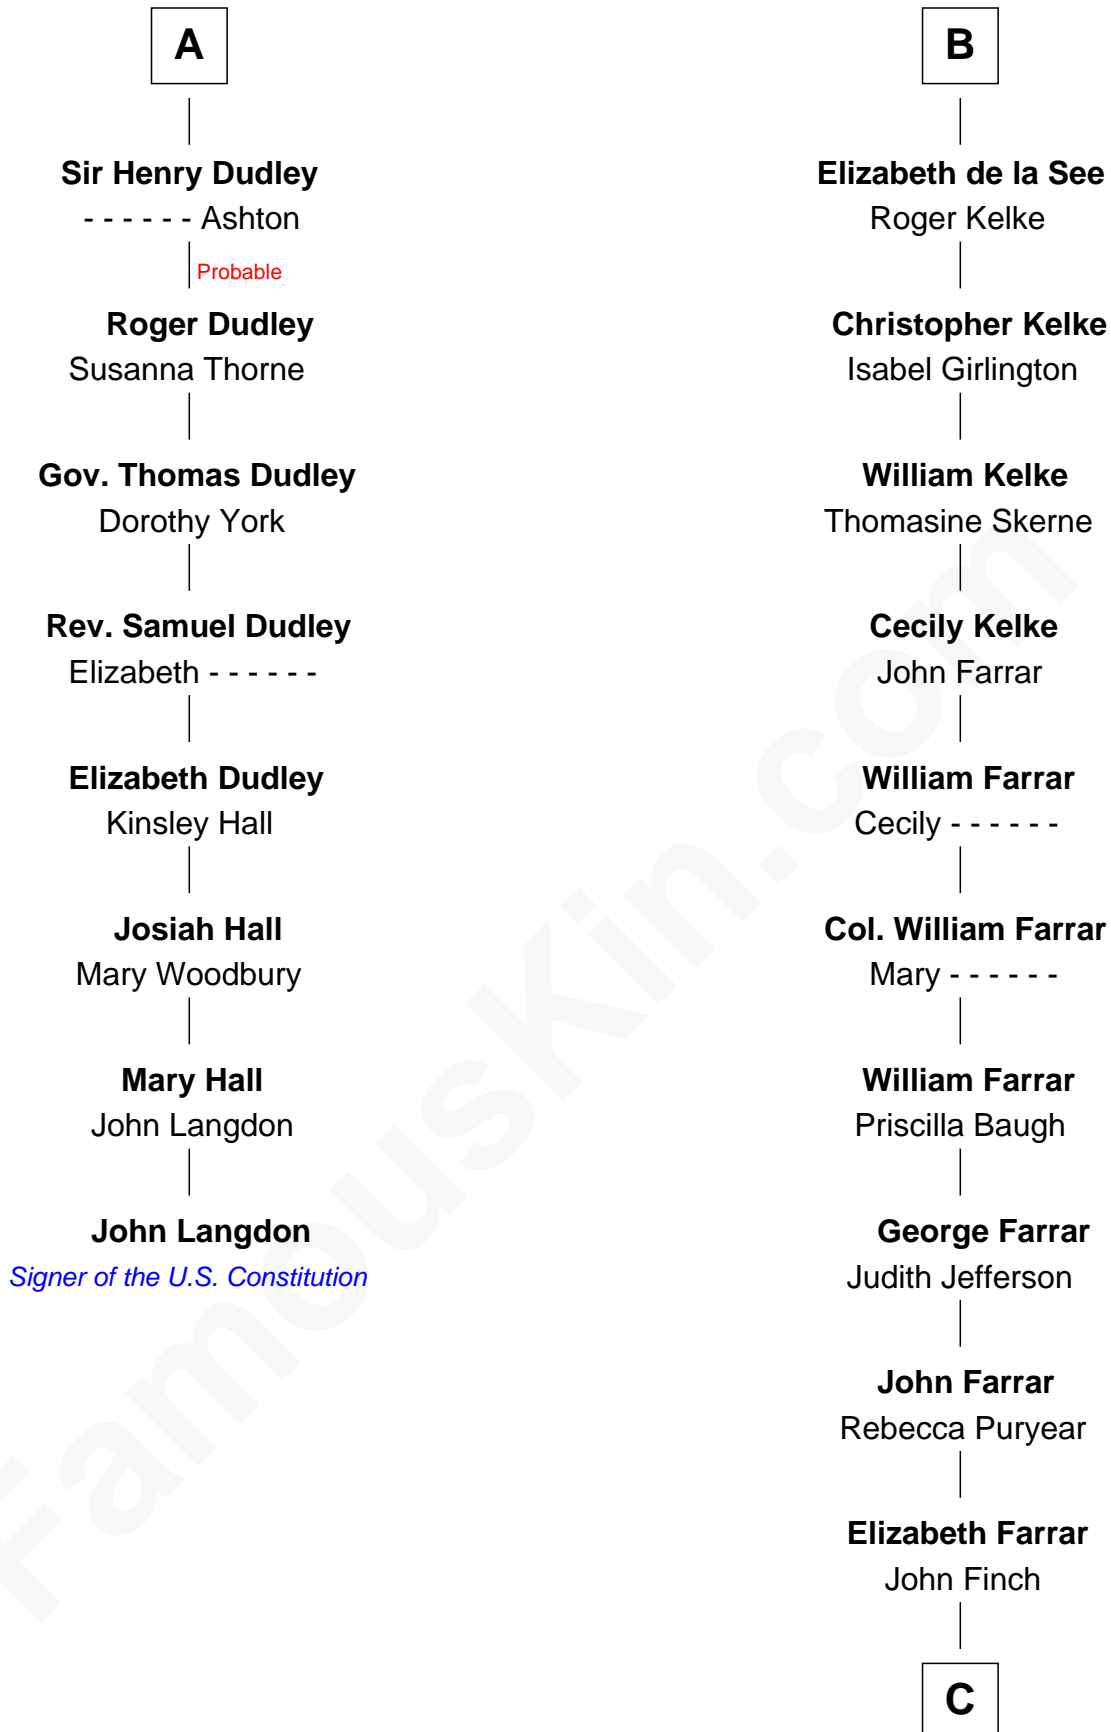 A
Sir Henry Dudley
- - - - - - Ashton
Probable
Roger Dudley
Susanna Thorne
Gov. Thomas Dudley
Dorothy York
Rev. Samuel Dudley
Elizabeth - - - - - -
Elizabeth Dudley
Kinsley Hall
Josiah Hall
Mary Woodbury
Mary Hall
John Langdon
John Langdon
Signer of the U.S. Constitution
B
Elizabeth de la See
Roger Kelke
Christopher Kelke
Isabel Girlington
William Kelke
Thomasine Skerne
Cecily Kelke
John Farrar
William Farrar
Cecily - - - - - -
Col. William Farrar
Mary - - - - - -
William Farrar
Priscilla Baugh
George Farrar
Judith Jefferson
John Farrar
Rebecca Puryear
Elizabeth Farrar
John Finch
C
FamousKin.com